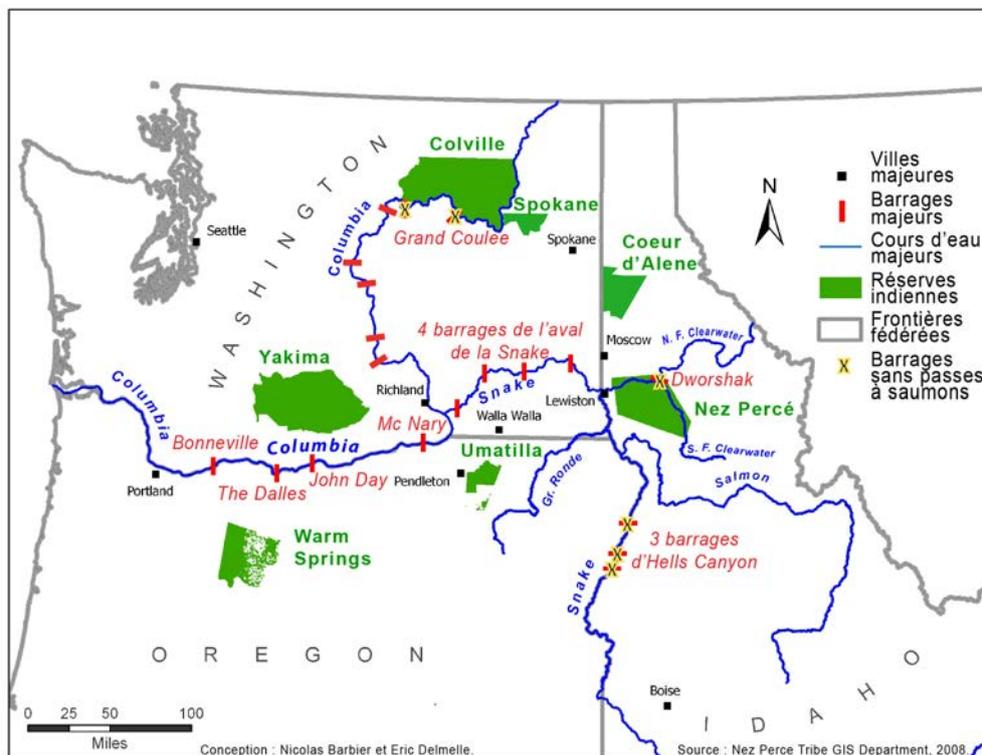 Colville
WASHINGTON
Columbia
Spokane
Seattle
Grand Coulee
Spokane
Coeur
d'Alene
N
Villes
majeures
Barrages
majeurs
Cours d'eau
majeurs
Réserves
indiennes
Frontières
fédérées
Barrages
sans passes
à saumons
4 barrages de l'aval
de la Snake
Moscow
N. F. Clearwater
Yakima
Snake
Dworshak
Richland
Lewiston
Nez Percé
Columbia
Mc Nary
Walla Walla
Bonneville
Columbia
Umatilla
S. F. Clearwater
Portland
The Dalles
John Day
Pendleton
Gr. Ronde
Salmon
Warm
Springs
3 barrages
d'Hells Canyon
Snake
OREGON
Boise
IDAHO
0 25 50 100
Miles
Conception : Nicolas Barbier et Eric Delmelle.
Source : Nez Perce Tribe GIS Department, 2008.